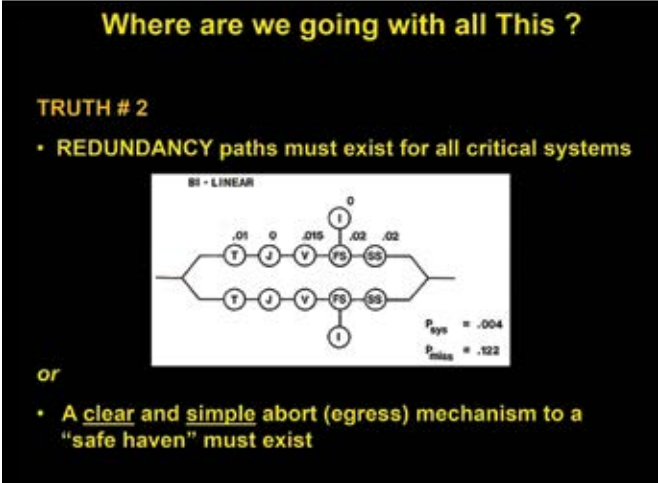 Where are we going with all This ?
TRUTH # 2
• REDUNDANCY paths must exist for all critical systems
BI - LINEAR
0
I
.01 0 .015 .02 .02
T J V FS SS
T J V FS SS
I
Psys = .004
Pmiss = .122
or
• A clear and simple abort (egress) mechanism to a
"safe haven" must exist